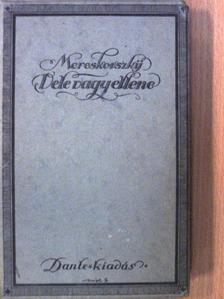 Mereskovszkij
Vele vagy ellene
Dante-kiadás.